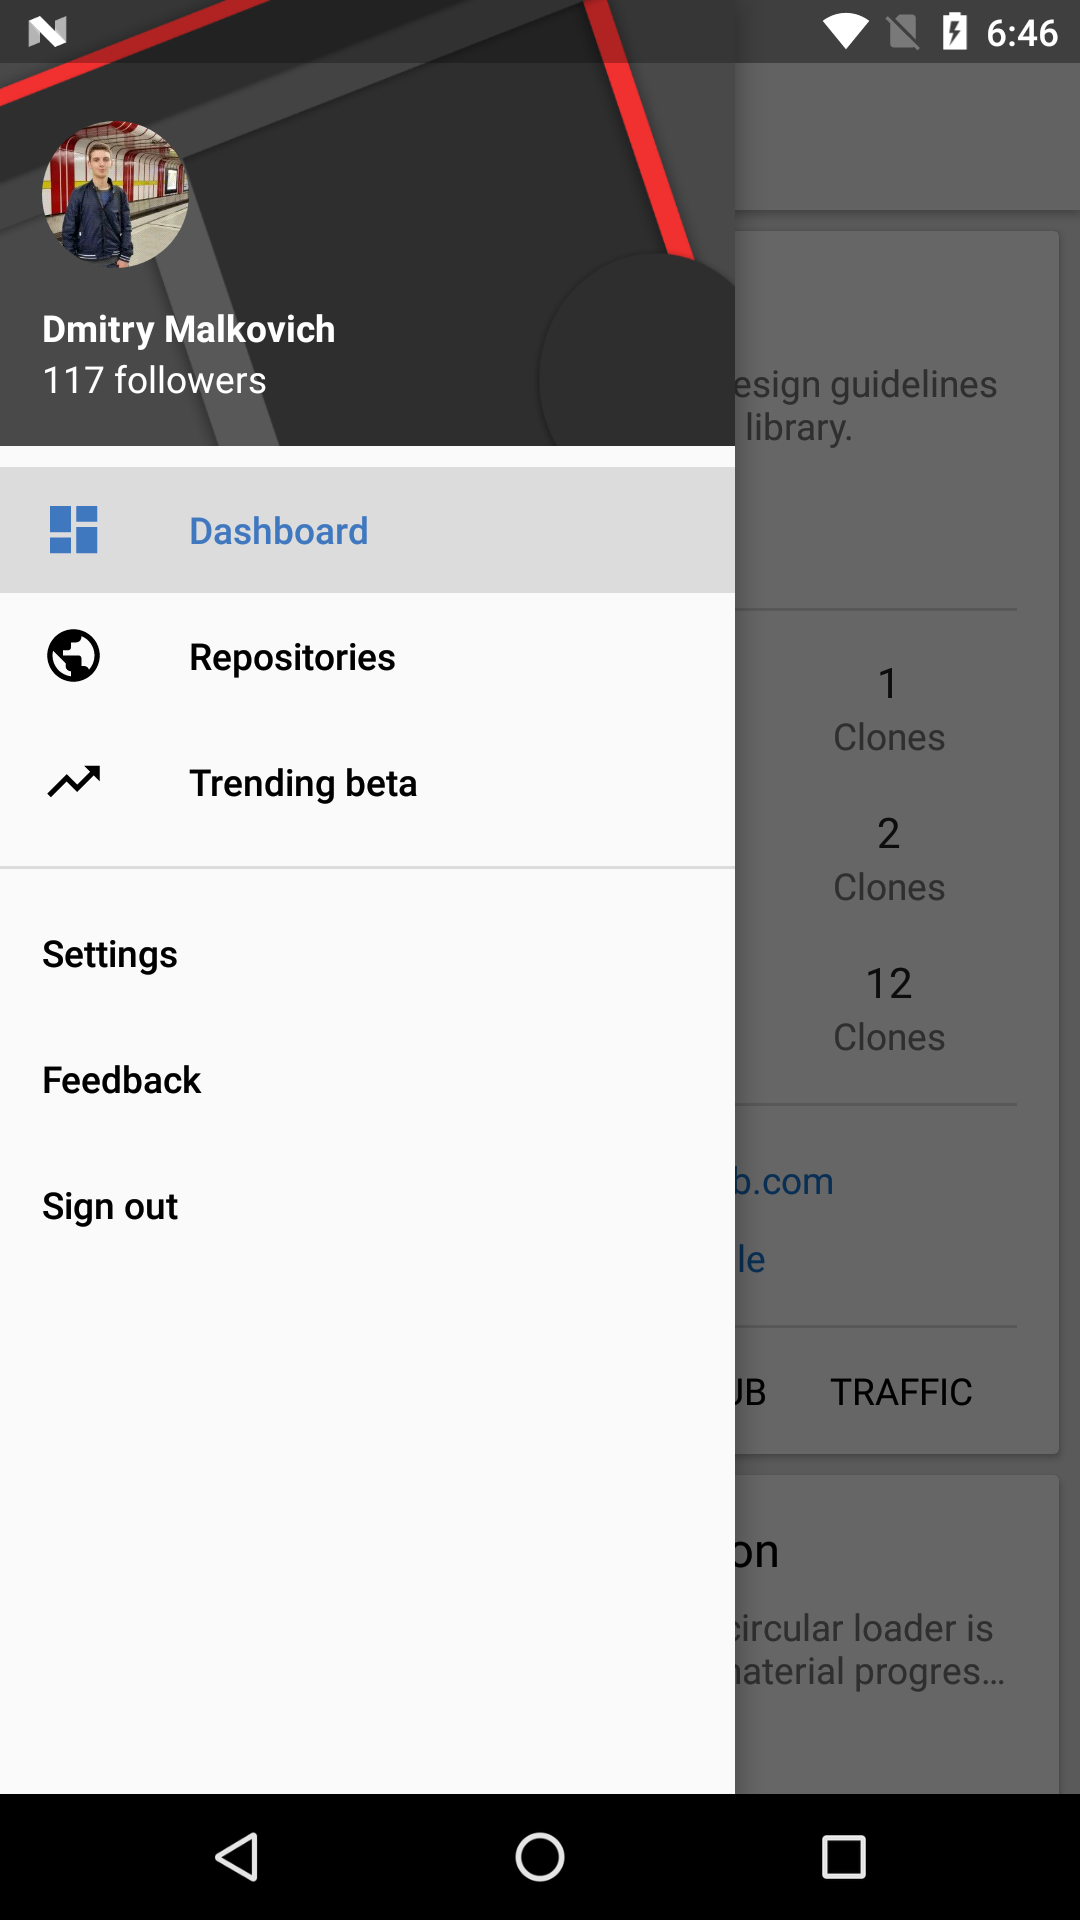 6:46
Dmitry Malkovich
117 followers
Dashboard
Repositories
Trending beta
Settings
Feedback
Sign out
esign guidelines
library.
1
Clones
2
Clones
12
Clones
b.com
le
UB TRAFFIC
on
circular loader is
naterial progres…